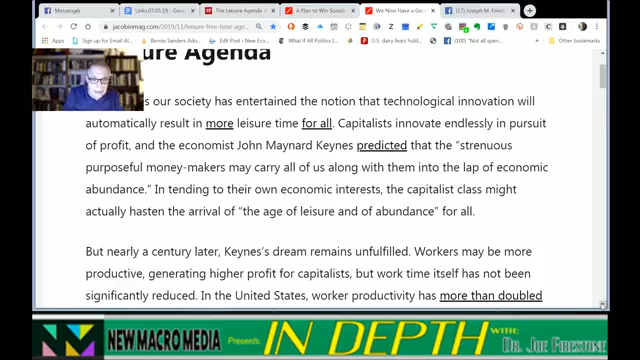 Mymanager
Links.07.05.19 - Goo
The Leisure Agenda
A Plan to Win Socialis
We Now Have a Dec
(17) Joseph M. Firest
jacobinmag.com/2019/11/leisure-free-time-age
Apps
Sign up for Email Al
Bernie Sanders Ado
Edit Post ‹ New Eco
What if All Politics I
U.S. dairy fears hold
(3) "Not all spen
Other bookmarks
ure Agenda
s our society has entertained the notion that technological innovation will
automatically result in more leisure time for all. Capitalists innovate endlessly in pursuit
of profit, and the economist John Maynard Keynes predicted that the “strenuous
purposeful money-makers may carry all of us along with them into the lap of economic
abundance.” In tending to their own economic interests, the capitalist class might
actually hasten the arrival of “the age of leisure and of abundance” for all.
But nearly a century later, Keynes’s dream remains unfulfilled. Workers may be more
productive, generating higher profit for capitalists, but work time itself has not been
significantly reduced. In the United States, worker productivity has more than doubled
NEW MACRO MEDIA Presents: IN DEPTH WITH:
DR. JOE FIRESTONE